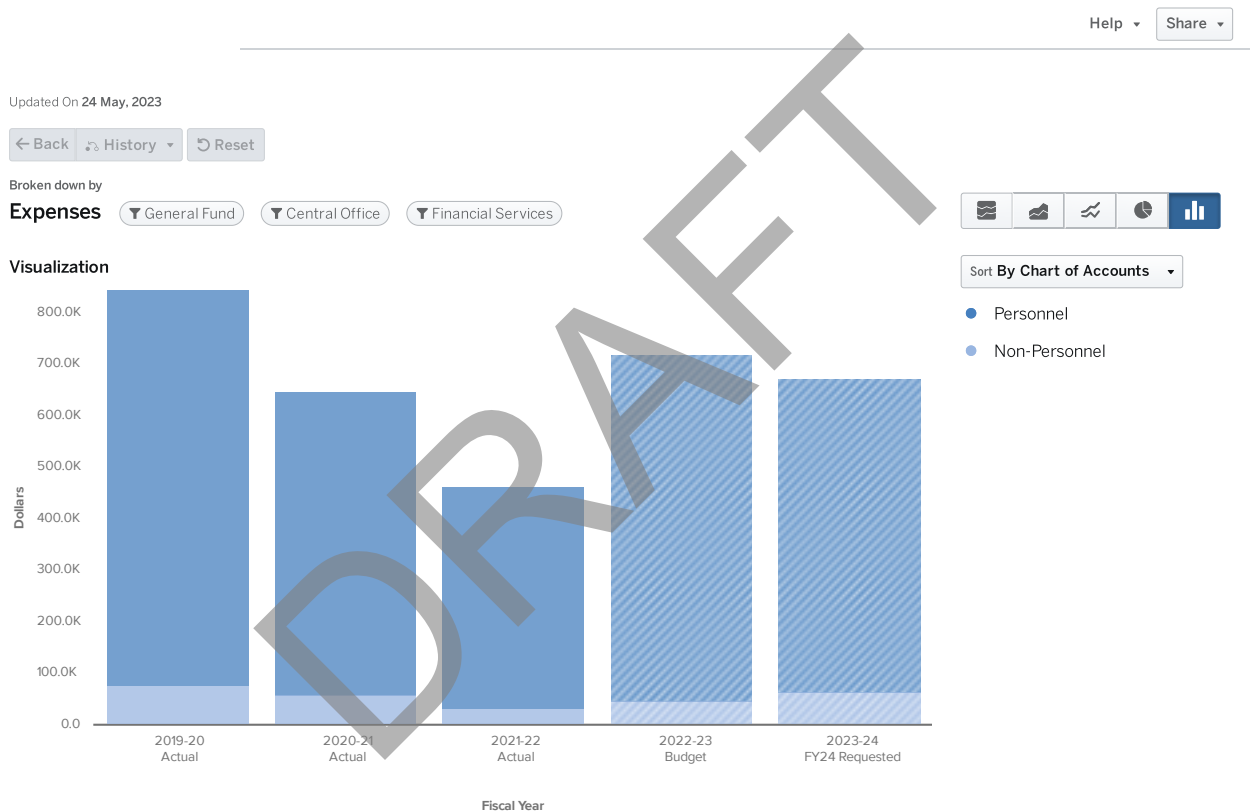 Help
Share
Updated On 24 May, 2023
Back
History
Reset
Broken down by
Expenses
General Fund
Central Office
Financial Services
Visualization
Sort By Chart of Accounts
Personnel
Non-Personnel
Dollars
800.0K
700.0K
600.0K
500.0K
400.0K
300.0K
200.0K
100.0K
0.0
2019-20
Actual
2020-21
Actual
2021-22
Actual
2022-23
Budget
2023-24
FY24 Requested
Fiscal Year
DRAFT